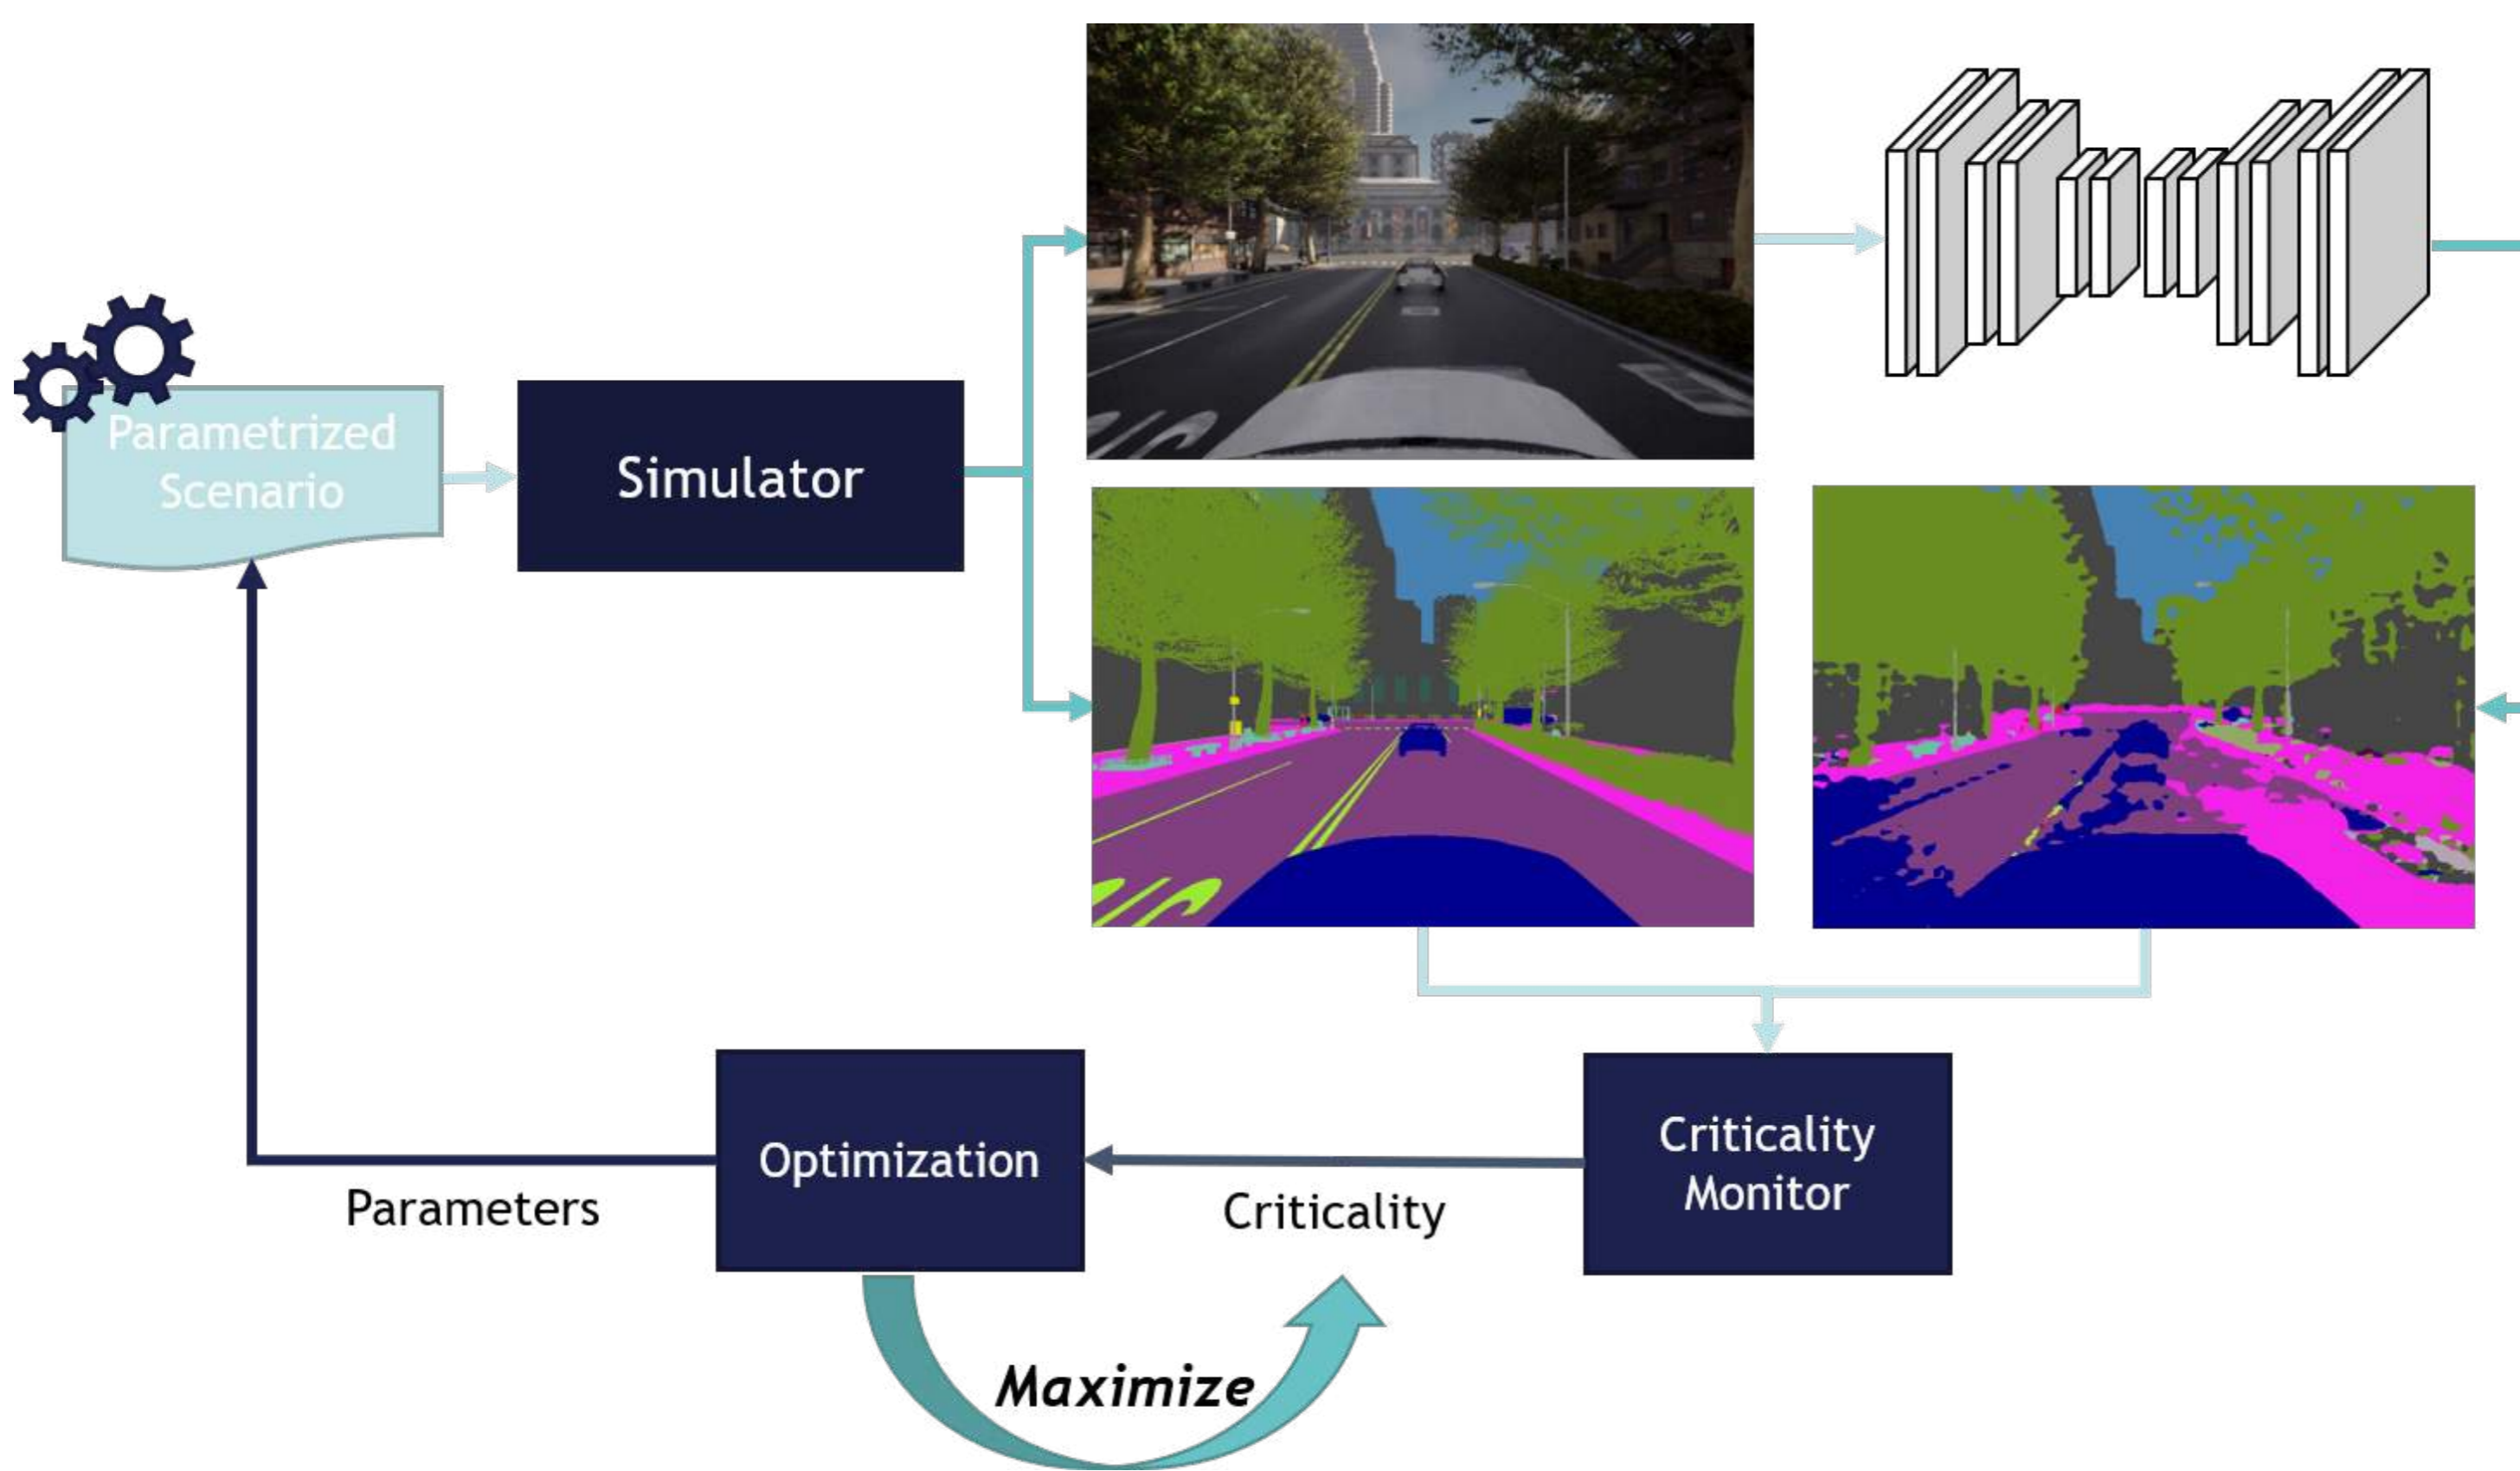 Parametrized
Scenario
Simulator
Optimization
Criticality
Monitor
Parameters
Criticality
Maximize